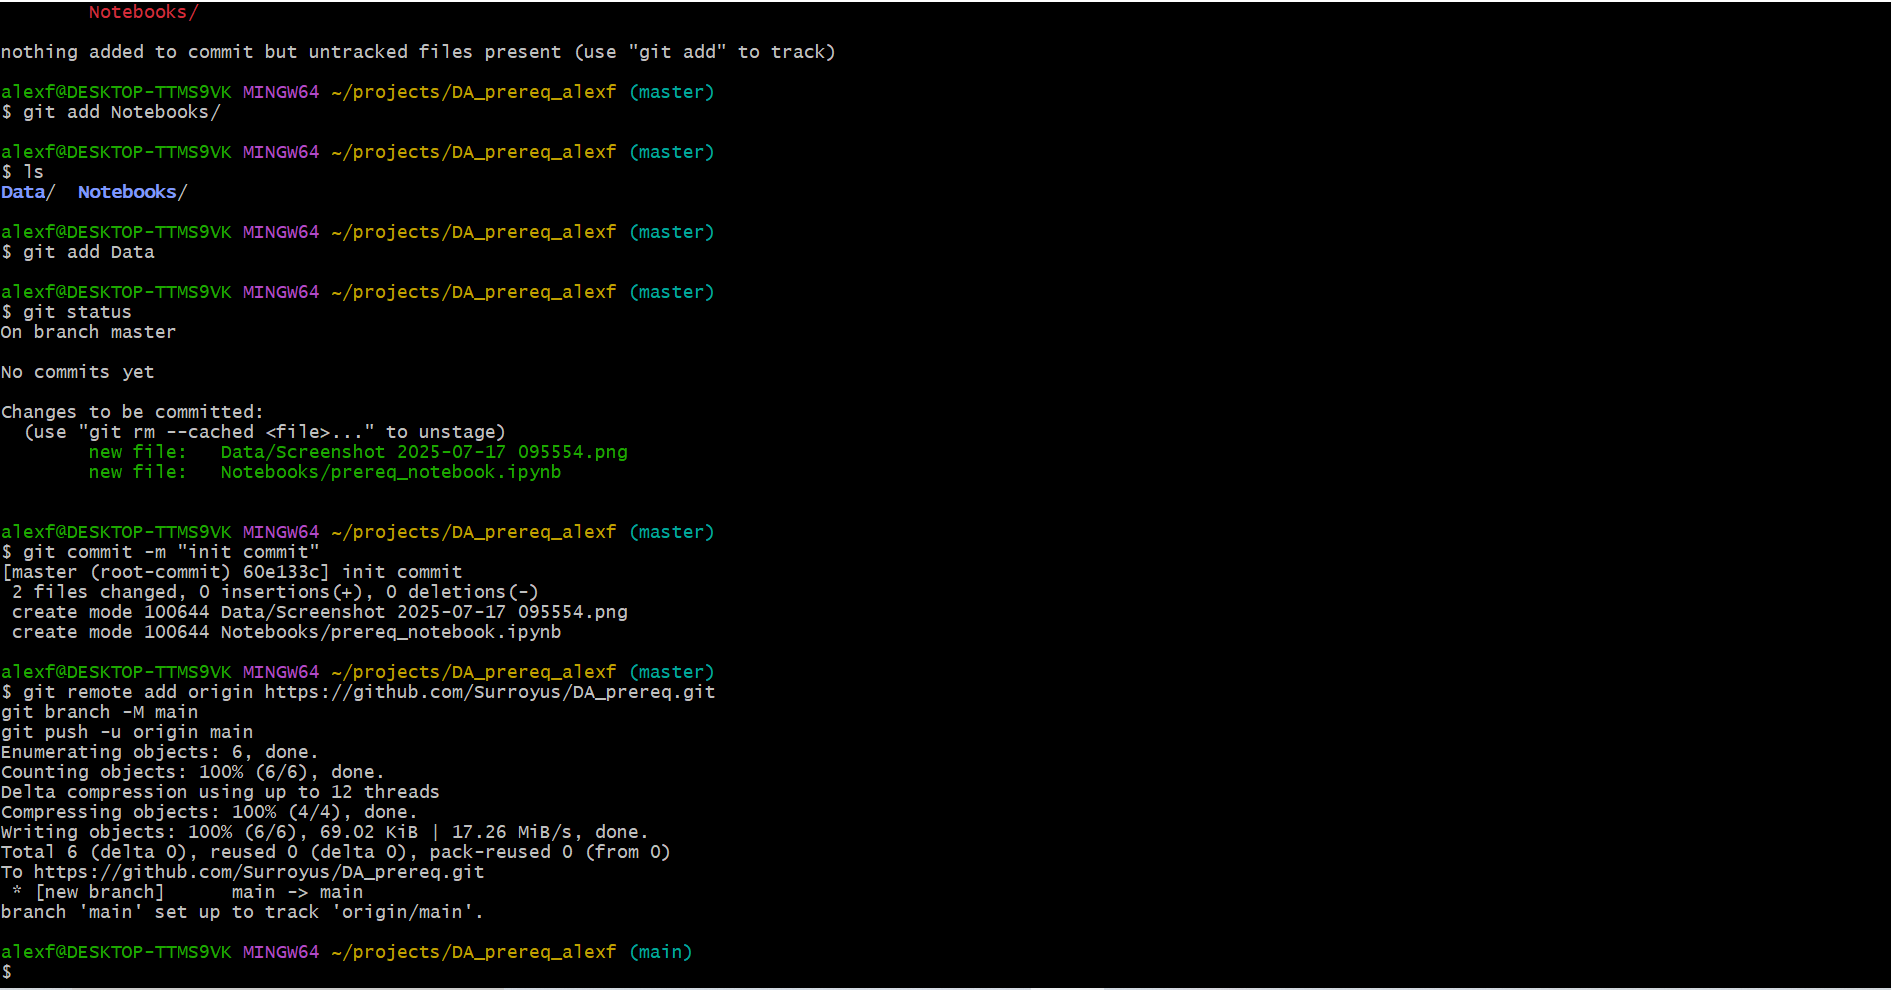 Notebooks/
nothing added to commit but untracked files present (use "git add" to track)
alexf@DESKTOP-TTMS9VK MINGW64 ~/projects/DA_prereq_alexf (master)
$ git add Notebooks/
alexf@DESKTOP-TTMS9VK MINGW64 ~/projects/DA_prereq_alexf (master)
$ ls
Data/  Notebooks/
alexf@DESKTOP-TTMS9VK MINGW64 ~/projects/DA_prereq_alexf (master)
$ git add Data
alexf@DESKTOP-TTMS9VK MINGW64 ~/projects/DA_prereq_alexf (master)
$ git status
On branch master
No commits yet
Changes to be committed:
  (use "git rm --cached <file>..." to unstage)
        new file:   Data/Screenshot 2025-07-17 095554.png
        new file:   Notebooks/prereq_notebook.ipynb
alexf@DESKTOP-TTMS9VK MINGW64 ~/projects/DA_prereq_alexf (master)
$ git commit -m "init commit"
[master (root-commit) 60e133c] init commit
 2 files changed, 0 insertions(+), 0 deletions(-)
 create mode 100644 Data/Screenshot 2025-07-17 095554.png
 create mode 100644 Notebooks/prereq_notebook.ipynb
alexf@DESKTOP-TTMS9VK MINGW64 ~/projects/DA_prereq_alexf (master)
$ git remote add origin https://github.com/Surroyus/DA_prereq.git
git branch -M main
git push -u origin main
Enumerating objects: 6, done.
Counting objects: 100% (6/6), done.
Delta compression using up to 12 threads
Compressing objects: 100% (4/4), done.
Writing objects: 100% (6/6), 69.02 KiB | 17.26 MiB/s, done.
Total 6 (delta 0), reused 0 (delta 0), pack-reused 0 (from 0)
To https://github.com/Surroyus/DA_prereq.git
 * [new branch]      main -> main
branch 'main' set up to track 'origin/main'.
alexf@DESKTOP-TTMS9VK MINGW64 ~/projects/DA_prereq_alexf (main)
$